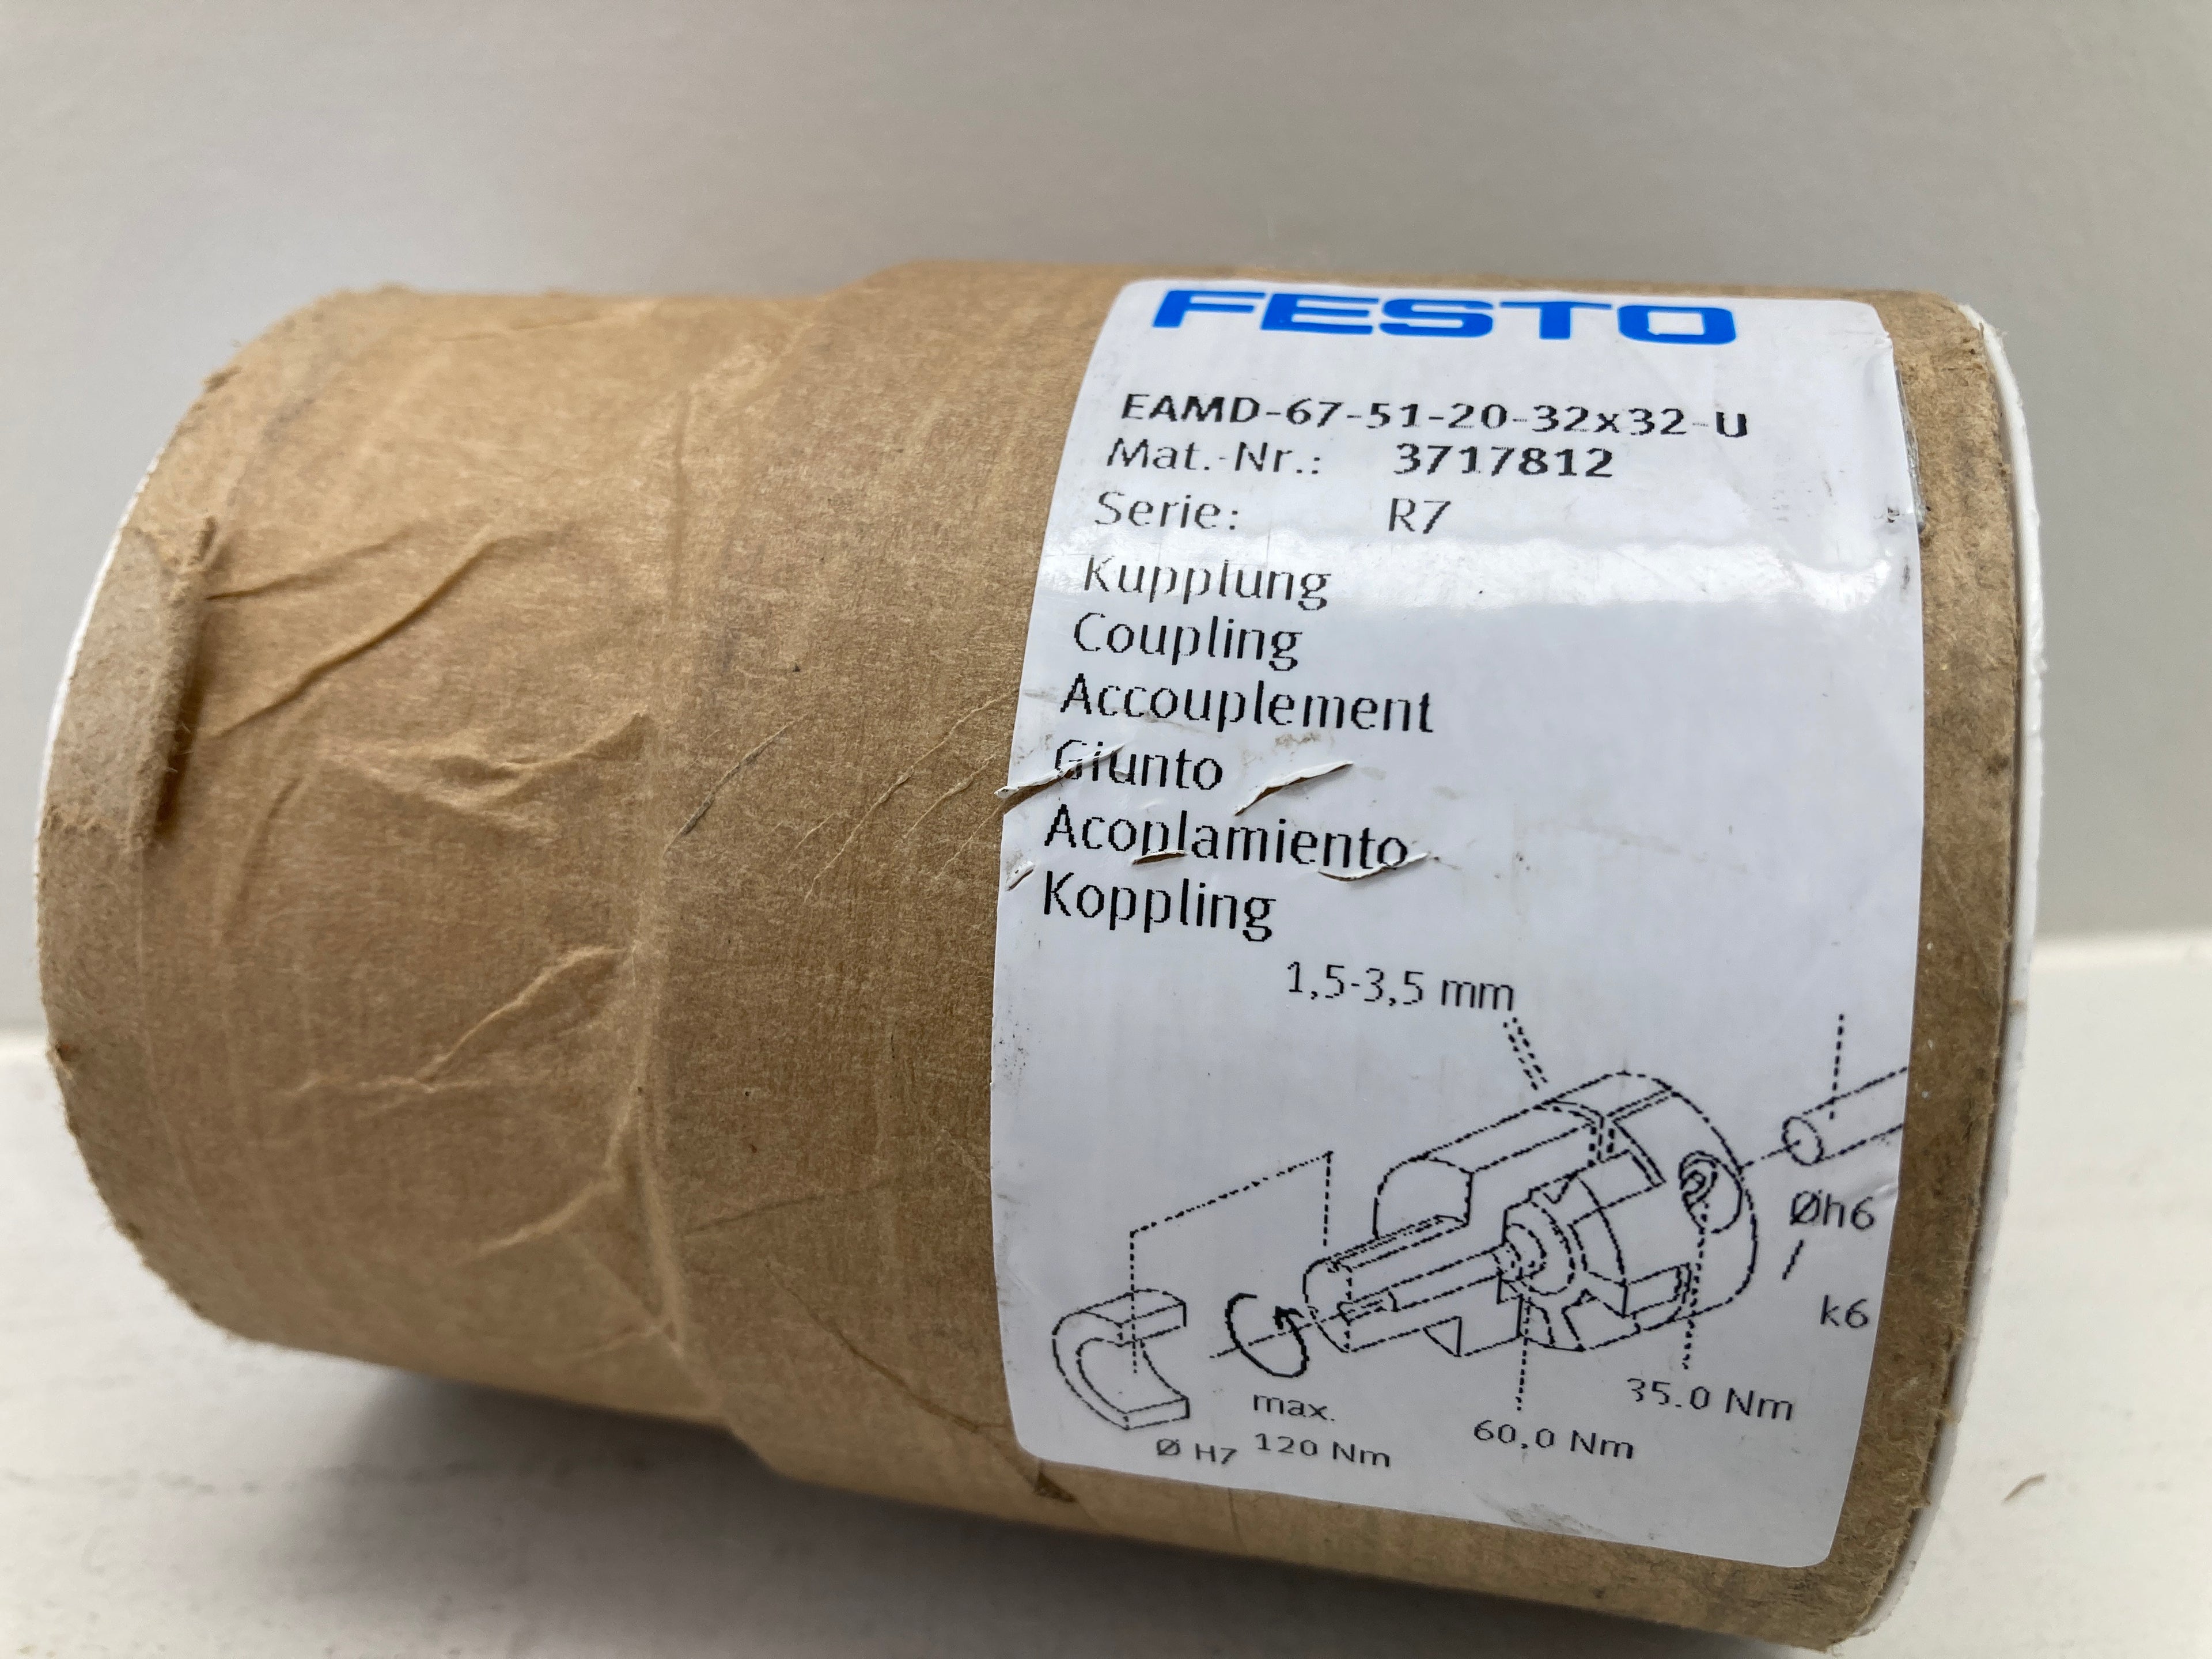 FESTO
EAMD-67-51-20-32x32-U
Mat.-Nr.: 3717812
Serie: R7
Kupplung
Coupling
Accouplement
Giunto
Acoplamiento
Koppling
1,5-3,5 mm
Øh6
/
k6
35.0 Nm
60,0 Nm
max.
120 Nm
Ø H7